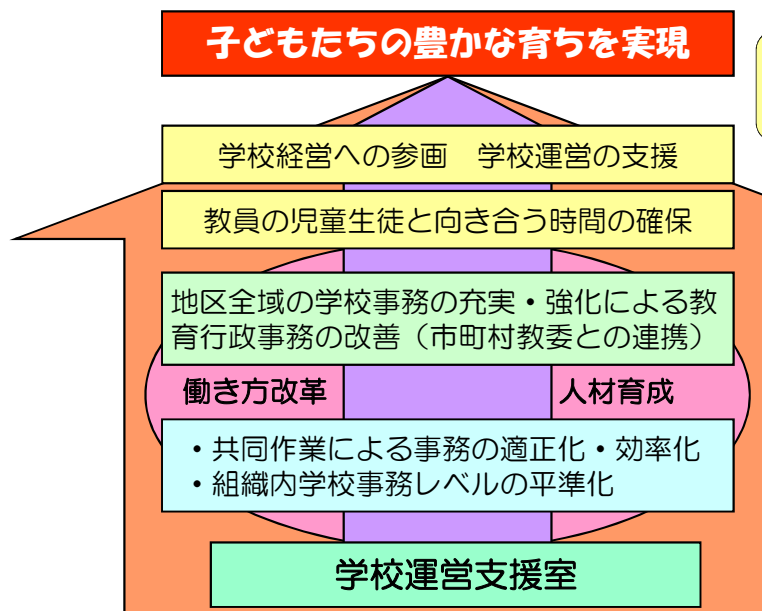 子どもたちの豊かな育ちを実現
学校経営への参画　学校運営の支援
教員の児童生徒と向き合う時間の確保
地区全域の学校事務の充実・強化による教
育行政事務の改善（市町村教委との連携）
働き方改革　人材育成
・共同作業による事務の適正化・効率化
・組織内学校事務レベルの平準化
学校運営支援室